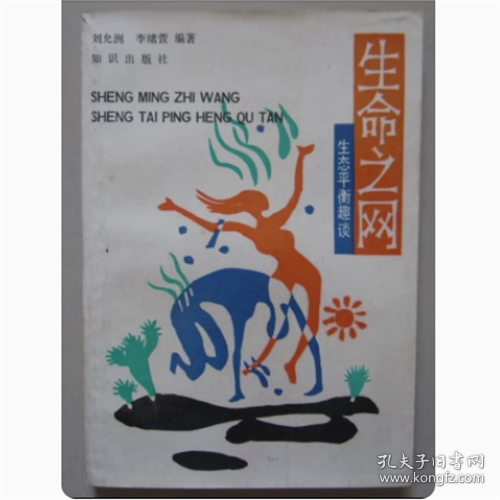 刘允洲 李绪萱 编著
知识出版社
SHENG MING ZHI WANG
SHENG TAI PING HENG QU TAN
生命之网
生态平衡趣谈
孔夫子旧书网
www.kongfz.com